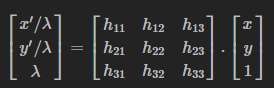 [x′/λ] = [h₁₁ h₁₂ h₁₃] · [x]
[y′/λ] [h₂₁ h₂₂ h₂₃] [y]
[λ] [h₃₁ h₃₂ h₃₃] [1]